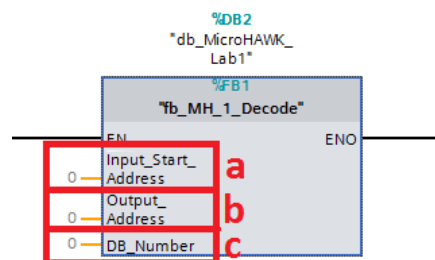 %DB2
"db_MicroHAWK_
Lab1"
%FB1
"fb_MH_1_Decode"
EN ENO
Input_Start_
0 Address a
Output_
0 Address b
0 DB_Number c